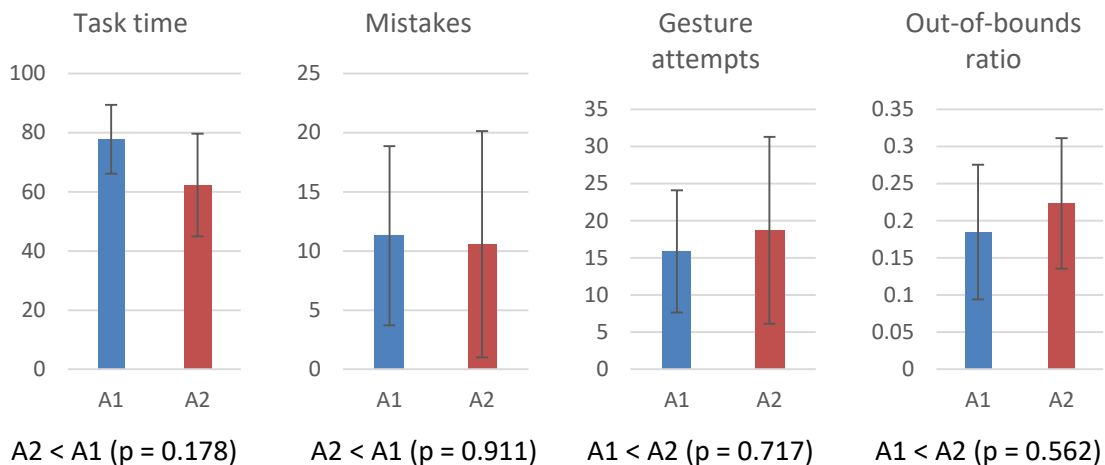 Task time
100
80
60
40
20
0
A1 A2
A2 < A1 (p = 0.178)
Mistakes
25
20
15
10
5
0
A1 A2
A2 < A1 (p = 0.911)
Gesture
attempts
35
30
25
20
15
10
5
0
A1 A2
A1 < A2 (p = 0.717)
Out-of-bounds
ratio
0.35
0.3
0.25
0.2
0.15
0.1
0.05
0
A1 A2
A1 < A2 (p = 0.562)